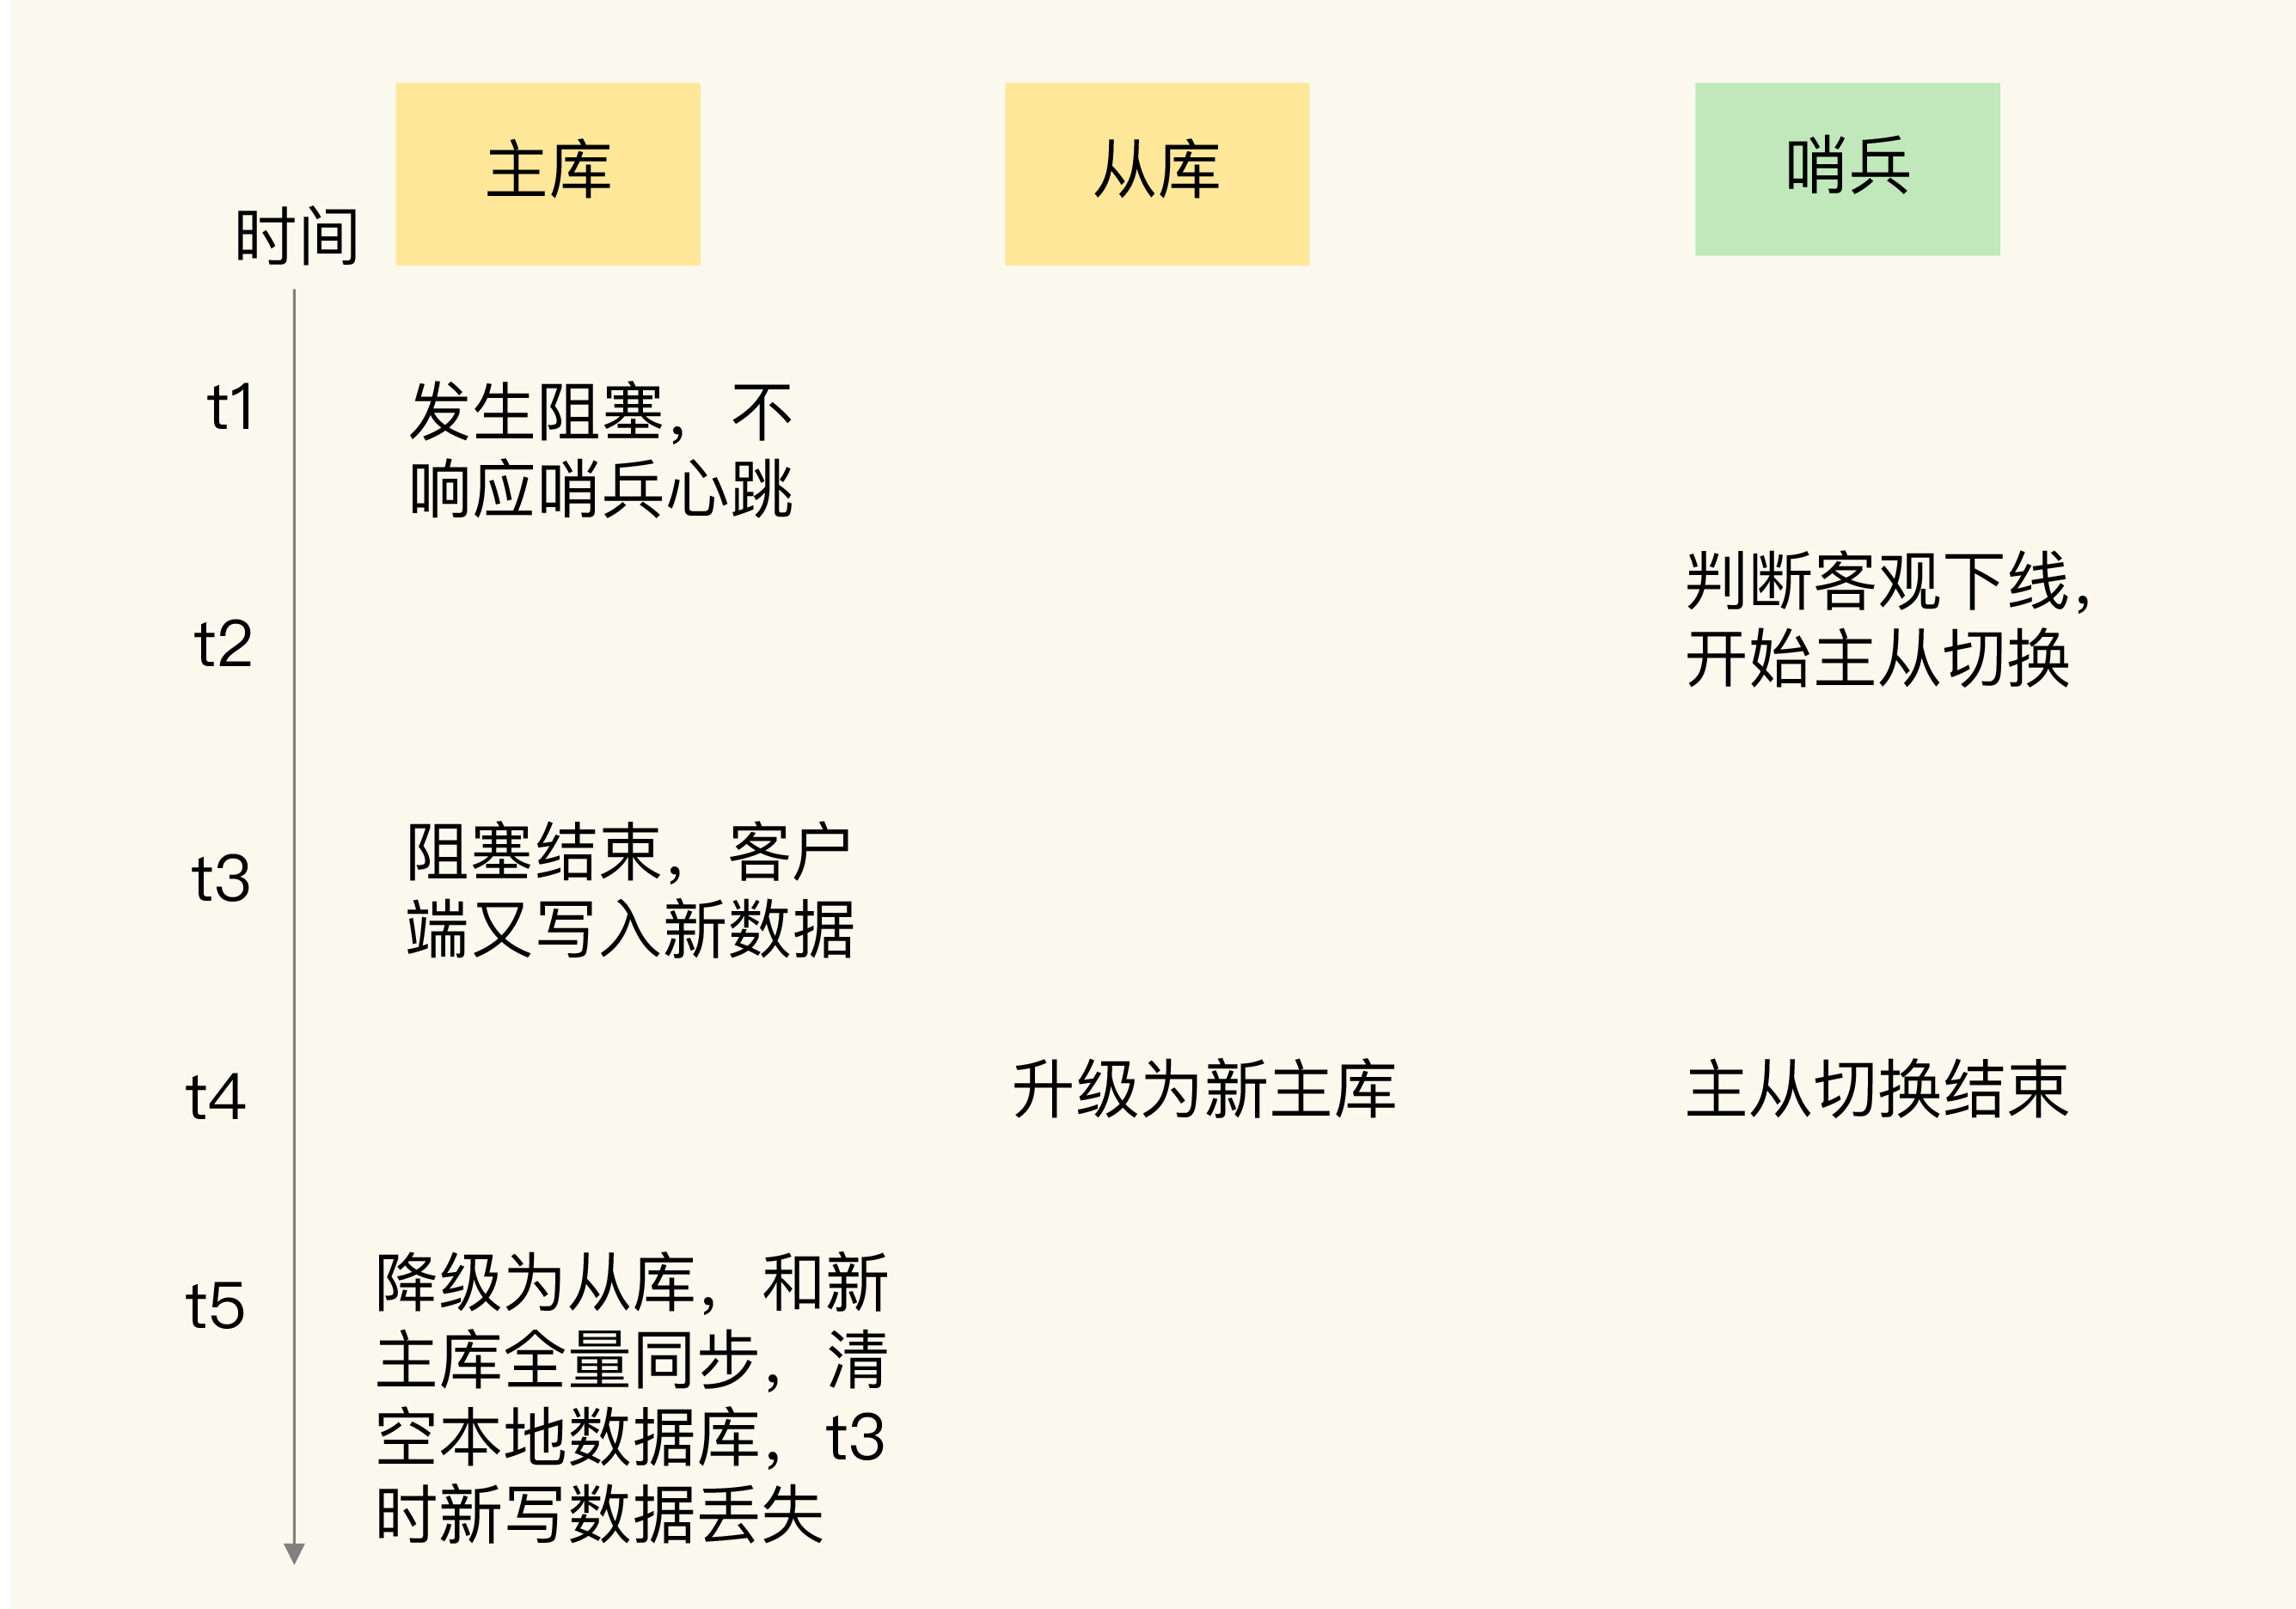 主库
从库
哨兵
时间
t1
发生阻塞，不
响应哨兵心跳
t2
判断客观下线，
开始主从切换
t3
阻塞结束，客户
端又写入新数据
t4
升级为新主库
主从切换结束
t5
降级为从库，和新
主库全量同步，清
空本地数据库，t3
时新写数据丢失